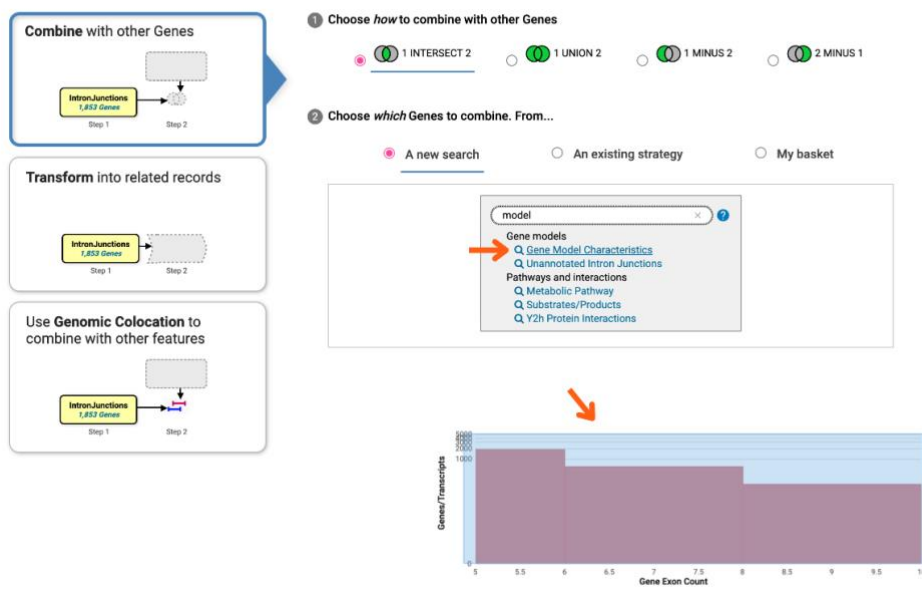 Combine with other Genes
IntronJunctions
1,853 Genes
Step 1 Step 2
Transform into related records
IntronJunctions
1,853 Genes
Step 1 Step 2
Use Genomic Colocation to
combine with other features
IntronJunctions
1,853 Genes
Step 1 Step 2
1 Choose how to combine with other Genes
1 INTERSECT 2 1 UNION 2 1 MINUS 2 2 MINUS 1
2 Choose which Genes to combine. From...
A new search An existing strategy My basket
model × ?
Gene models
Gene Model Characteristics
Unannotated Intron Junctions
Pathways and interactions
Metabolic Pathway
Substrates/Products
Y2h Protein Interactions
Genes/Transcripts
5000
2000
1000
0
5 5.5 6 6.5 7 7.5 8 8.5 9 9.5
Gene Exon Count